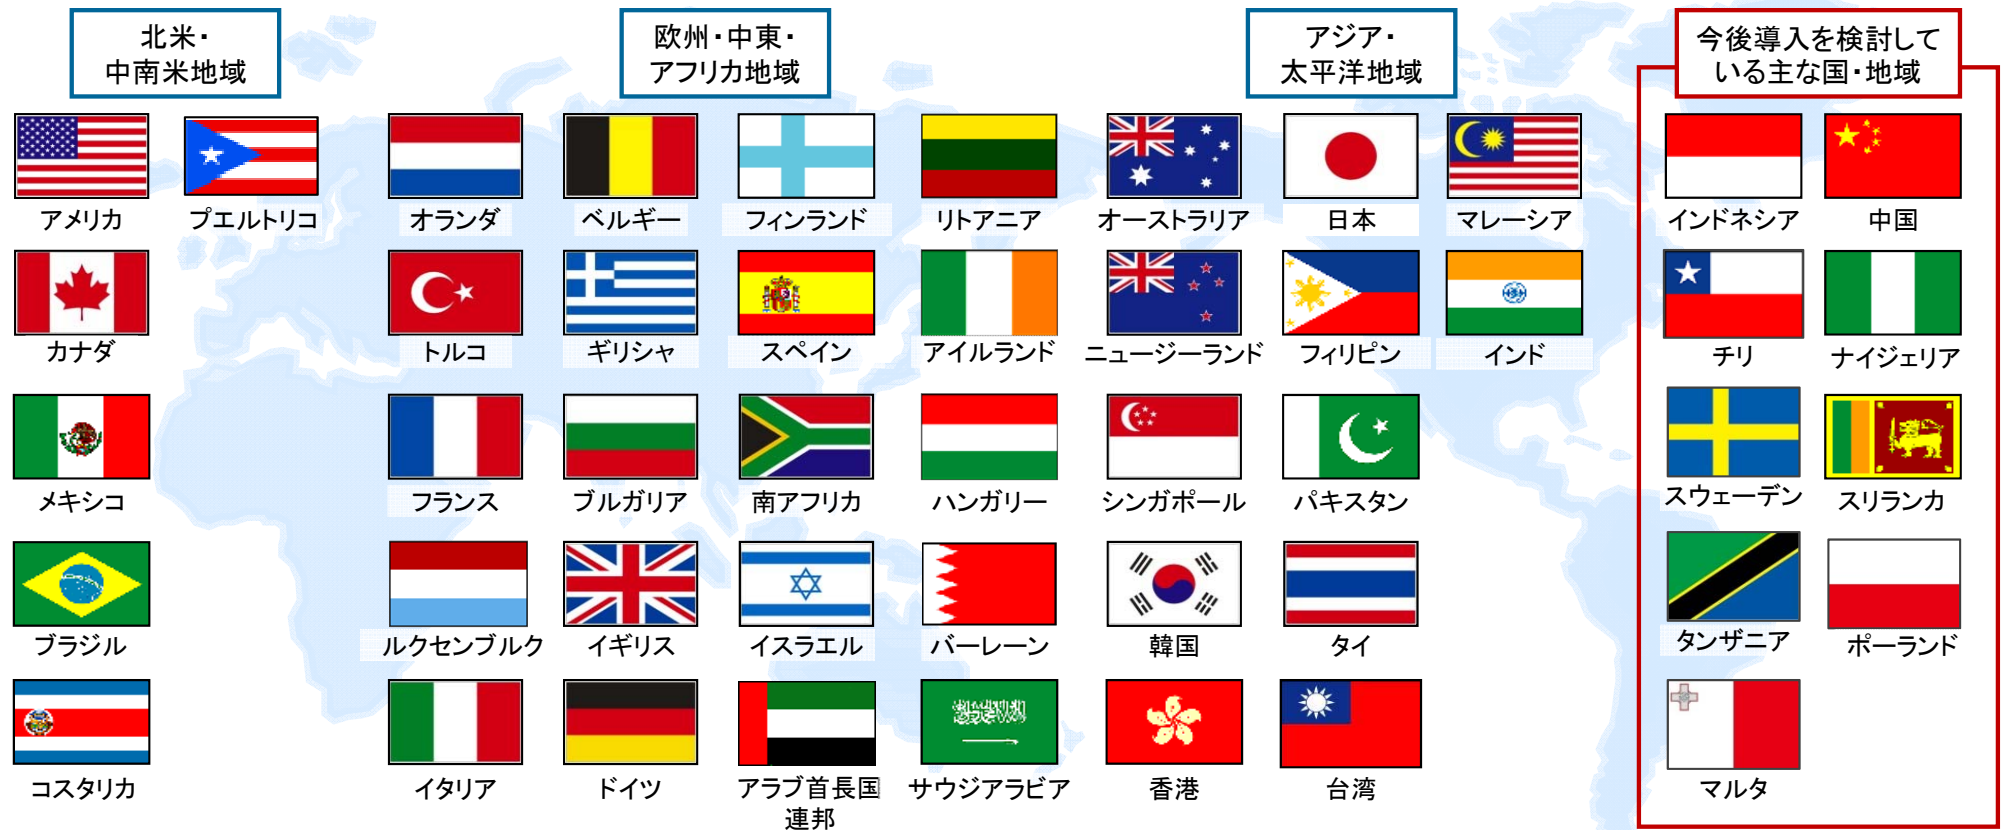 北米・
中南米地域
欧州・中東・
アフリカ地域
アジア・
太平洋地域
今後導入を検討して
いる主な国・地域
アメリカ
プエルトリコ
オランダ
ベルギー
フィンランド
リトアニア
オーストラリア
日本
マレーシア
インドネシア
中国
カナダ
トルコ
ギリシャ
スペイン
アイルランド
ニュージーランド
フィリピン
インド
チリ
ナイジェリア
メキシコ
フランス
ブルガリア
南アフリカ
ハンガリー
シンガポール
パキスタン
スウェーデン
スリランカ
ブラジル
ルクセンブルク
イギリス
イスラエル
バーレーン
韓国
タイ
タンザニア
ポーランド
コスタリカ
イタリア
ドイツ
アラブ首長国
連邦
サウジアラビア
香港
台湾
マルタ